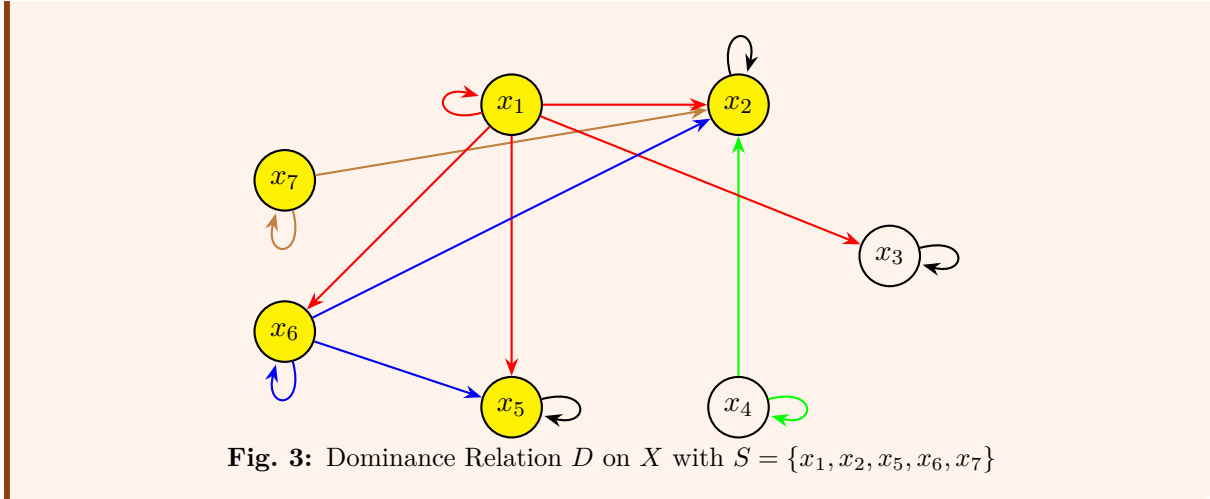 x₁
x₂
x₇
x₃
x₆
x₅
x₄
Fig. 3: Dominance Relation D on X with S = {x₁, x₂, x₅, x₆, x₇}